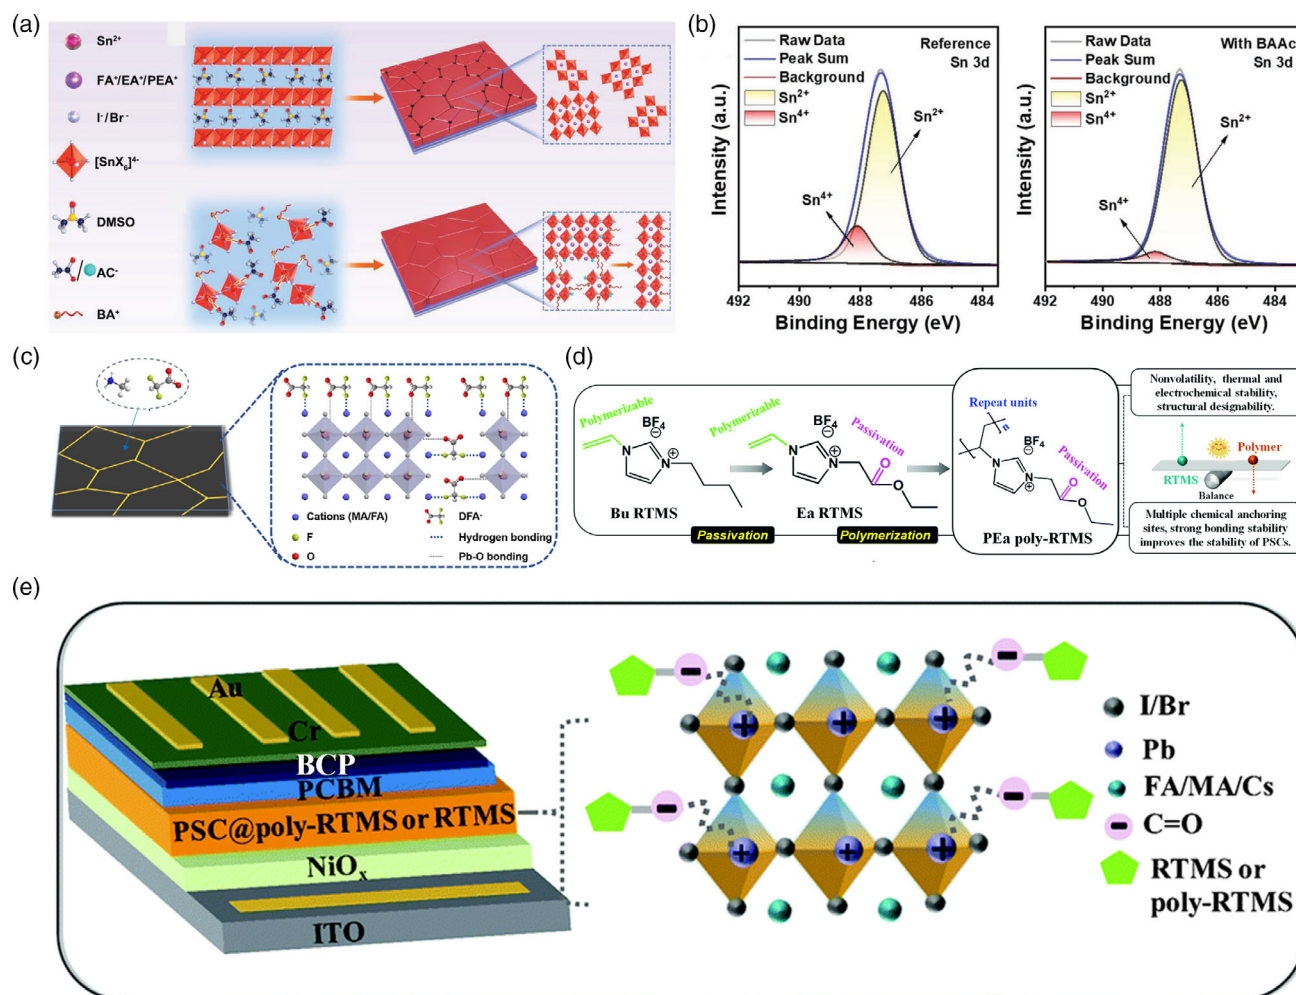 (a)
Sn²⁺
FA⁺/EA⁺/PEA⁺
I⁻/Br⁻
[SnX₆]⁴⁻
DMSO
/ AC⁻
BA⁺
(b)
Raw Data
Peak Sum
Background
Sn²⁺
Sn⁴⁺
Reference
Sn 3d
Sn²⁺
Sn⁴⁺
Intensity (a.u.)
492 490 488 486 484
Binding Energy (eV)
Raw Data
Peak Sum
Background
Sn²⁺
Sn⁴⁺
With BAAc
Sn 3d
Sn²⁺
Sn⁴⁺
Intensity (a.u.)
492 490 488 486 484
Binding Energy (eV)
(c)
Cations (MA/FA)
F
O
DFA⁻
Hydrogen bonding
Pb-O bonding
(d)
Polymerizable
BF₄
⊖
N
N
+
Bu RTMS
Passivation
Polymerizable
BF₄
⊖
Passivation
N
N
+
O
O
Ea RTMS
Polymerization
Repeat units
n
BF₄
⊖
Passivation
N
N
+
O
O
PEa poly-RTMS
Nonvolatility, thermal and
electrochemical stability,
structural designability.
Polymer
RTMS
Balance
Multiple chemical anchoring
sites, strong bonding stability
improves the stability of PSCs.
(e)
Au
Cr
BCP
PCBM
PSC@poly-RTMS or RTMS
NiOₓ
ITO
I/Br
Pb
FA/MA/Cs
C=O
RTMS or
poly-RTMS